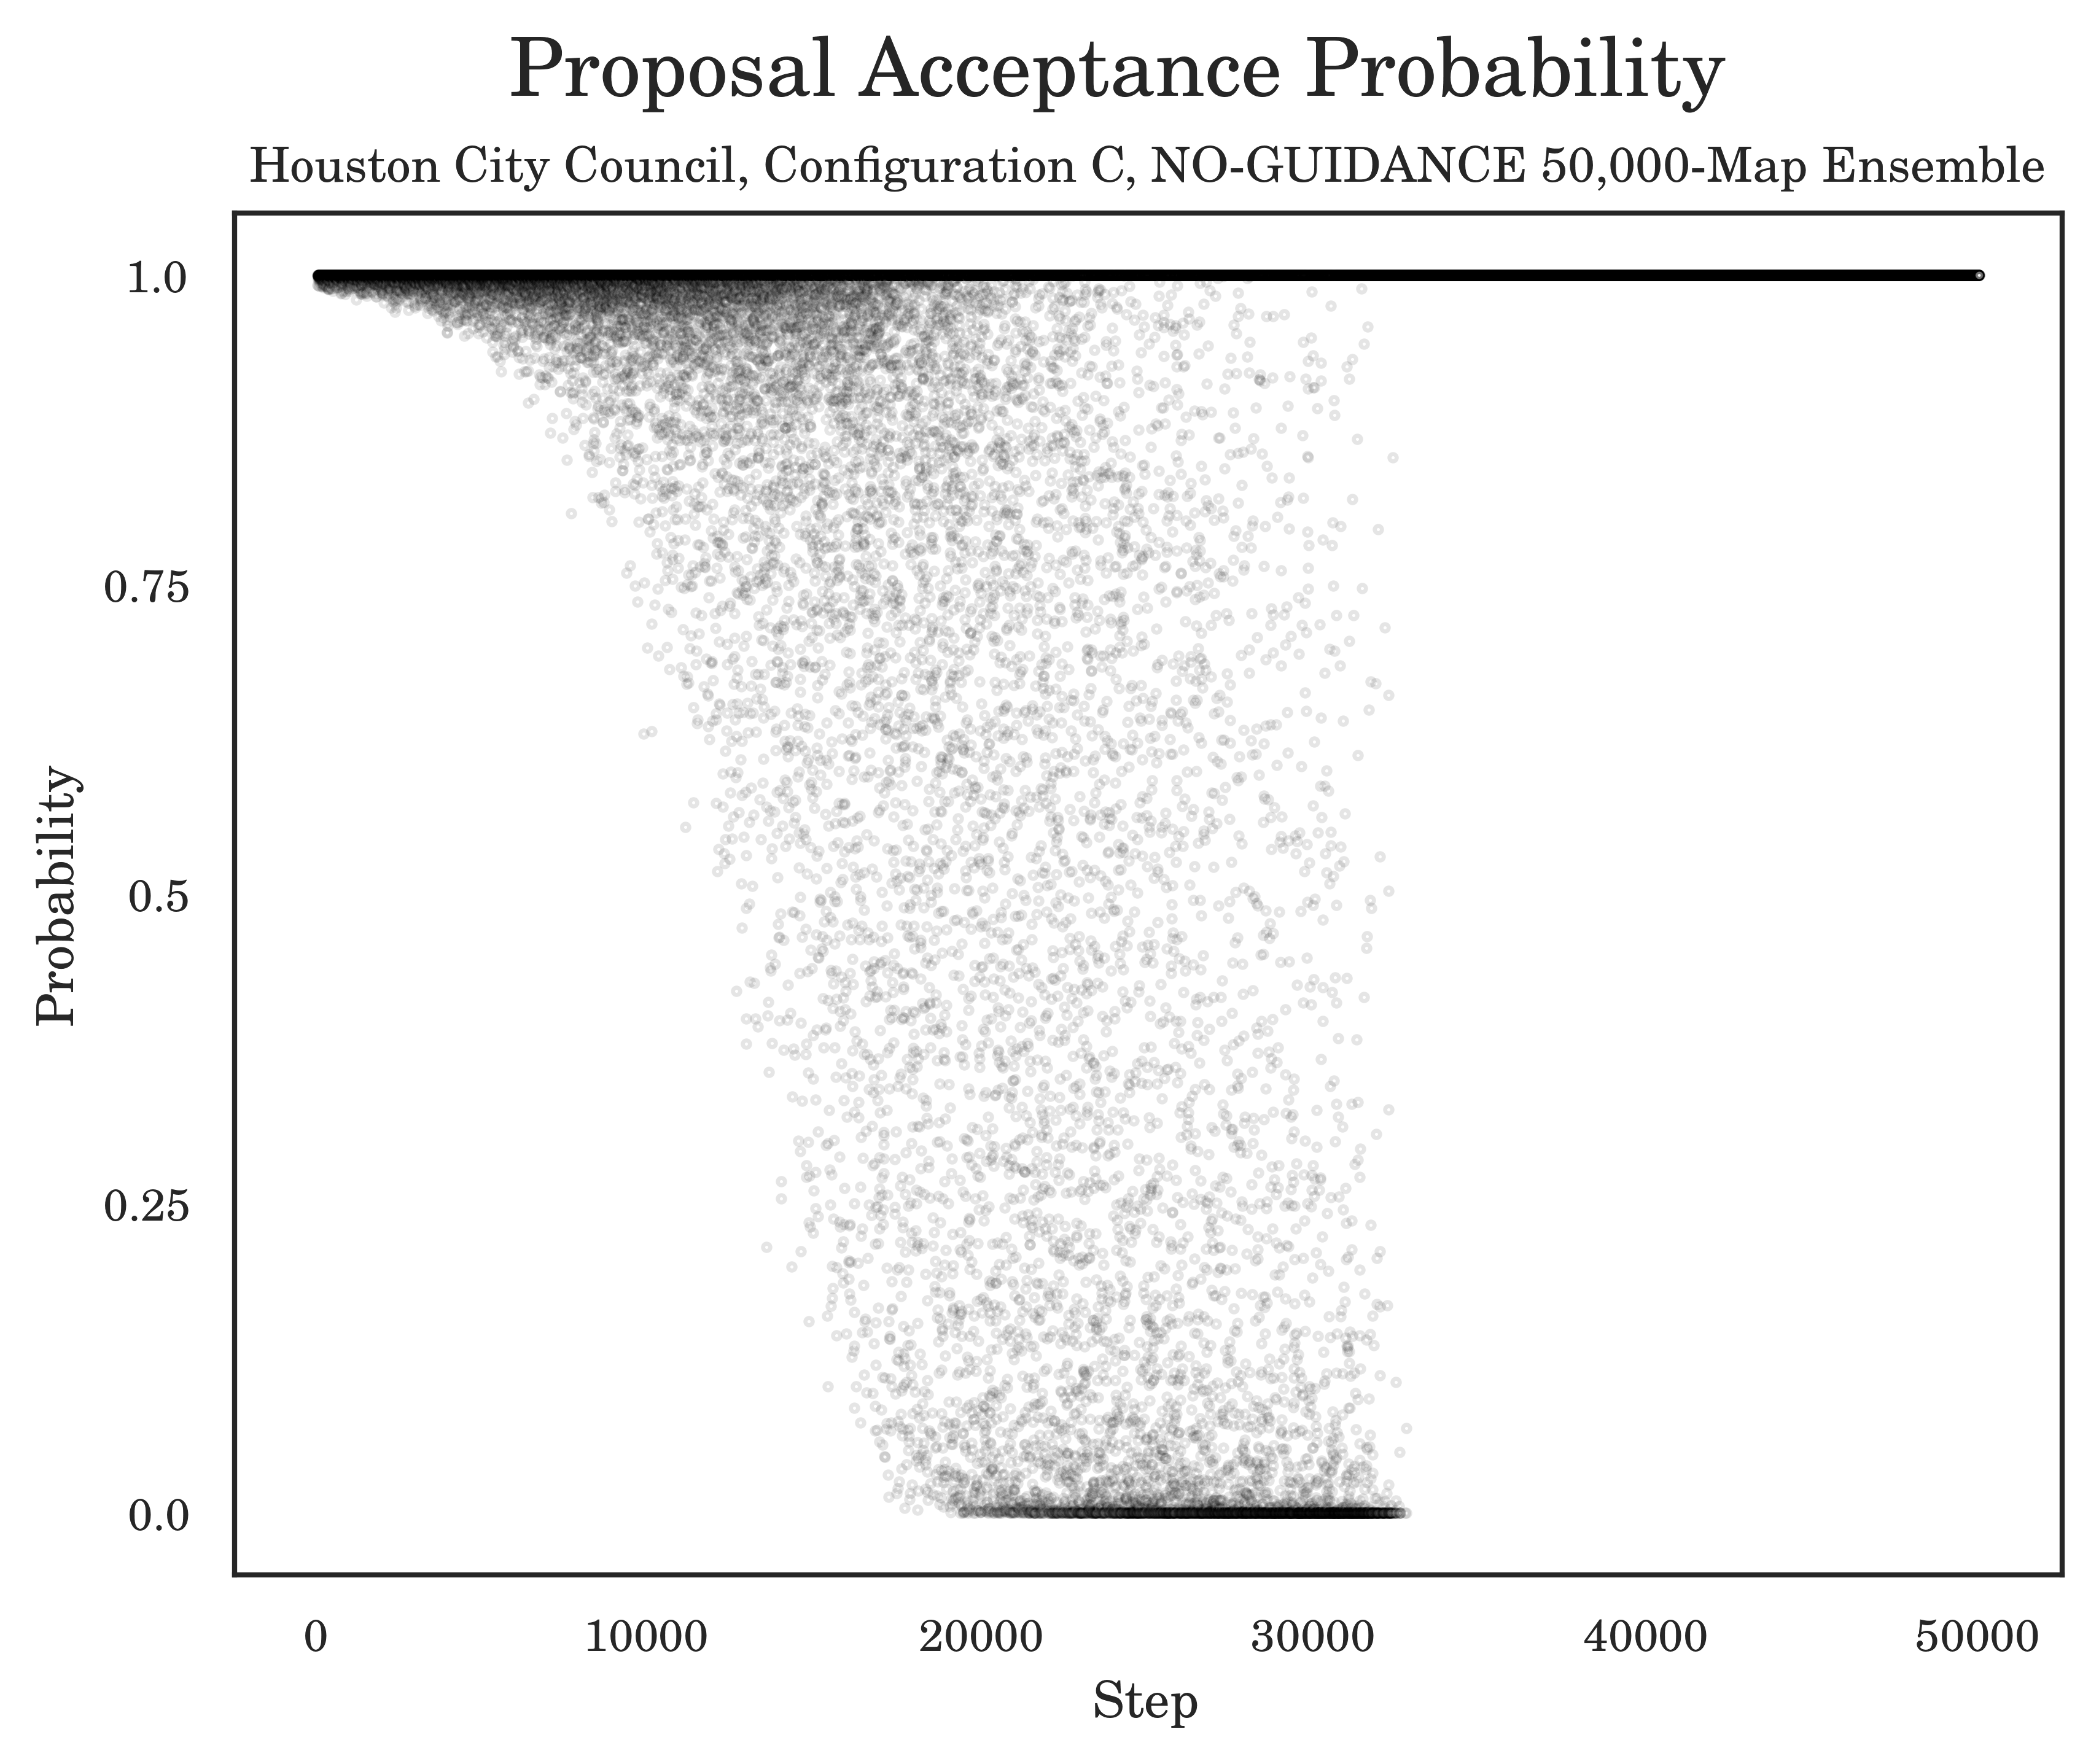 Proposal Acceptance Probability
Houston City Council, Configuration C, NO-GUIDANCE 50,000-Map Ensemble
1.0
0.75
0.5
0.25
0.0
Probability
0 10000 20000 30000 40000 50000
Step